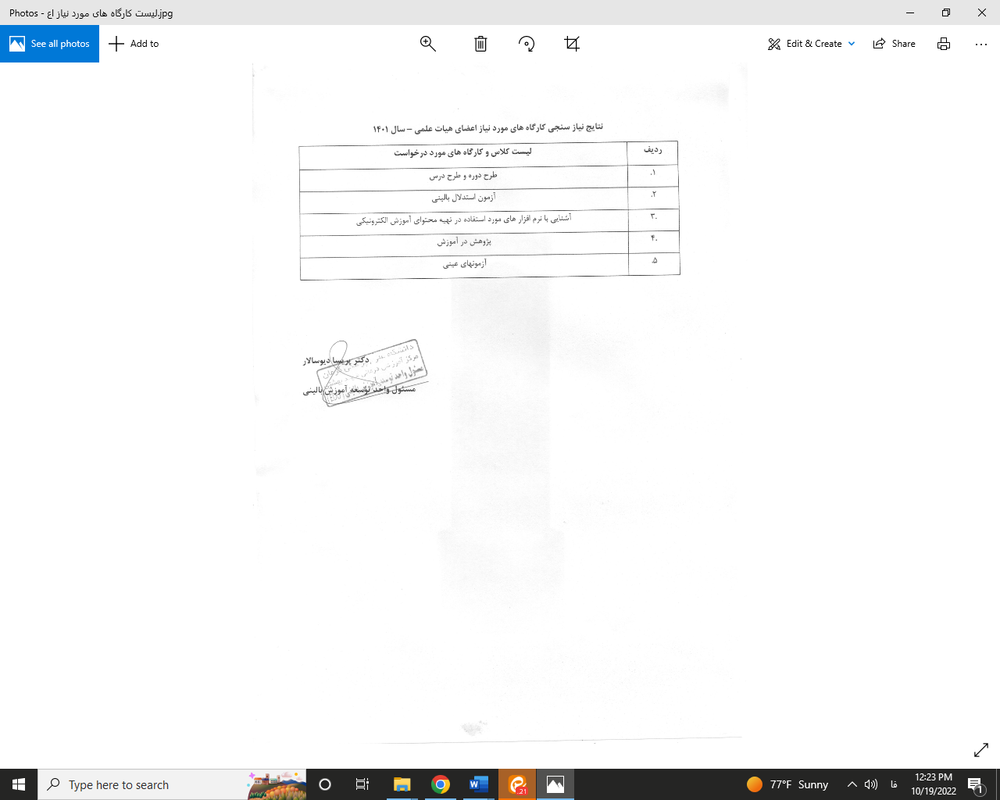 Photos - لیست کارگاه های مورد نیاز اع.jpg
See all photos
Add to
Edit & Create
Share
نتایج نیاز سنجی کارگاه های مورد نیاز اعضای هیات علمی – سال ۱۴۰۱
ردیف لیست کلاس و کارگاه های مورد درخواست
.۱ طرح دوره و طرح درس
.۲ آزمون استدلال بالینی
.۳ آشنایی با نرم افزار های مورد استفاده در تهیه محتوای آموزش الکترونیکی
.۴ پژوهش در آموزش
.۵ آزمونهای عینی
دکتر پریسا دیوسالار
مسئول واحد توسعه آموزش بالینی
Type here to search
.21
77°F Sunny
فا
12:23 PM
10/19/2022
1